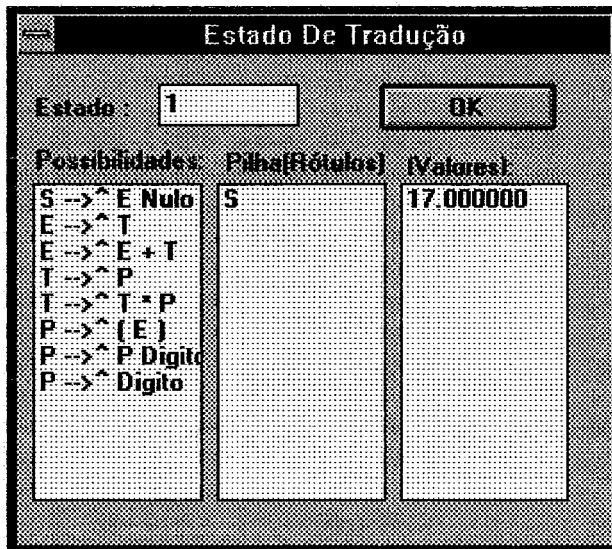 Estado De Tradução
Estado : 1 OK
Possibilidades: Pilha(Rótulos) (Valores):
S -->^ E Nulo S 17.000000
E -->^ T
E -->^ E + T
T -->^ P
T -->^ T * P
P -->^ ( E )
P -->^ P Digito
P -->^ Digito